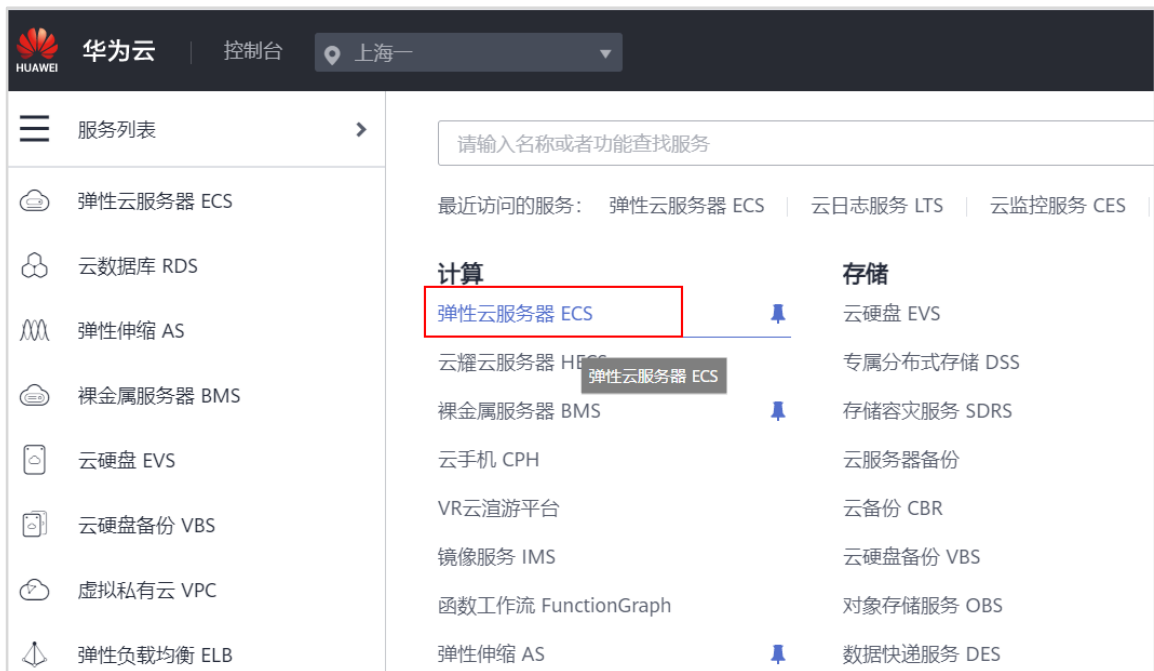 HUAWEI 华为云 控制台 上海一
服务列表
弹性云服务器 ECS
云数据库 RDS
弹性伸缩 AS
裸金属服务器 BMS
云硬盘 EVS
云硬盘备份 VBS
虚拟私有云 VPC
弹性负载均衡 ELB
请输入名称或者功能查找服务
最近访问的服务： 弹性云服务器 ECS 云日志服务 LTS 云监控服务 CES
计算
弹性云服务器 ECS
云耀云服务器 HECS
弹性云服务器 ECS
裸金属服务器 BMS
云手机 CPH
VR云渲游平台
镜像服务 IMS
函数工作流 FunctionGraph
弹性伸缩 AS
存储
云硬盘 EVS
专属分布式存储 DSS
存储容灾服务 SDRS
云服务器备份
云备份 CBR
云硬盘备份 VBS
对象存储服务 OBS
数据快递服务 DES